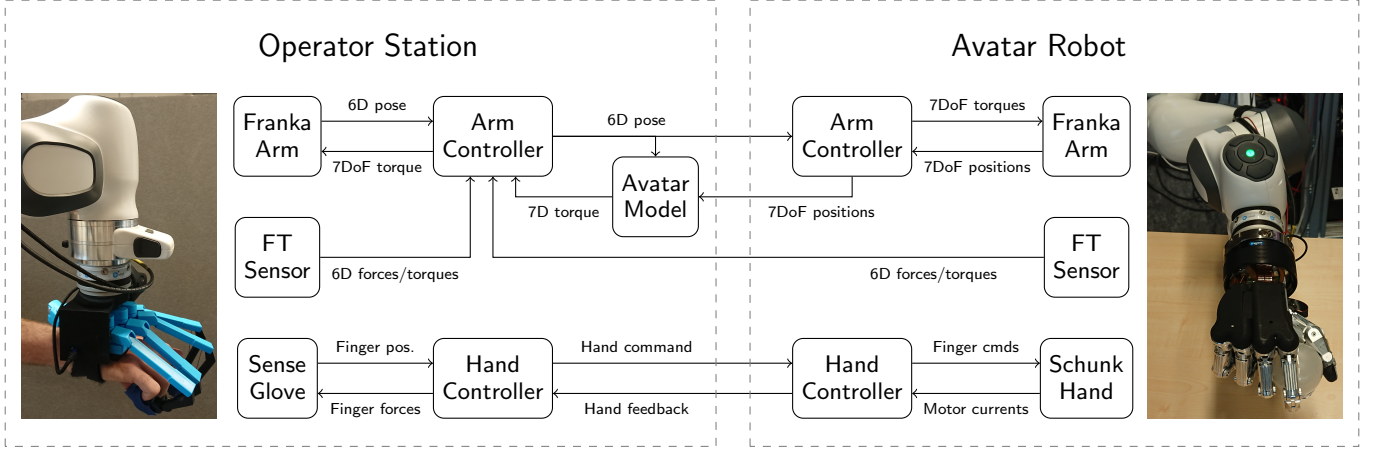 Operator Station
Avatar Robot
Franka
Arm
6D pose
7DoF torque
Arm
Controller
6D pose
Avatar
Model
7D torque
7DoF positions
Arm
Controller
7DoF torques
7DoF positions
Franka
Arm
FT
Sensor
6D forces/torques
6D forces/torques
FT
Sensor
Sense
Glove
Finger pos.
Finger forces
Hand
Controller
Hand command
Hand feedback
Hand
Controller
Finger cmds
Motor currents
Schunk
Hand